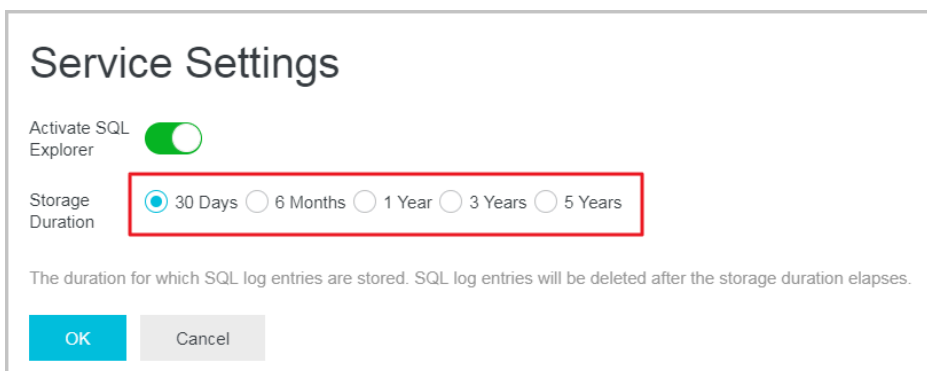 Service Settings
Activate SQL
Explorer
Storage
Duration
30 Days 6 Months 1 Year 3 Years 5 Years
The duration for which SQL log entries are stored. SQL log entries will be deleted after the storage duration elapses.
OK Cancel